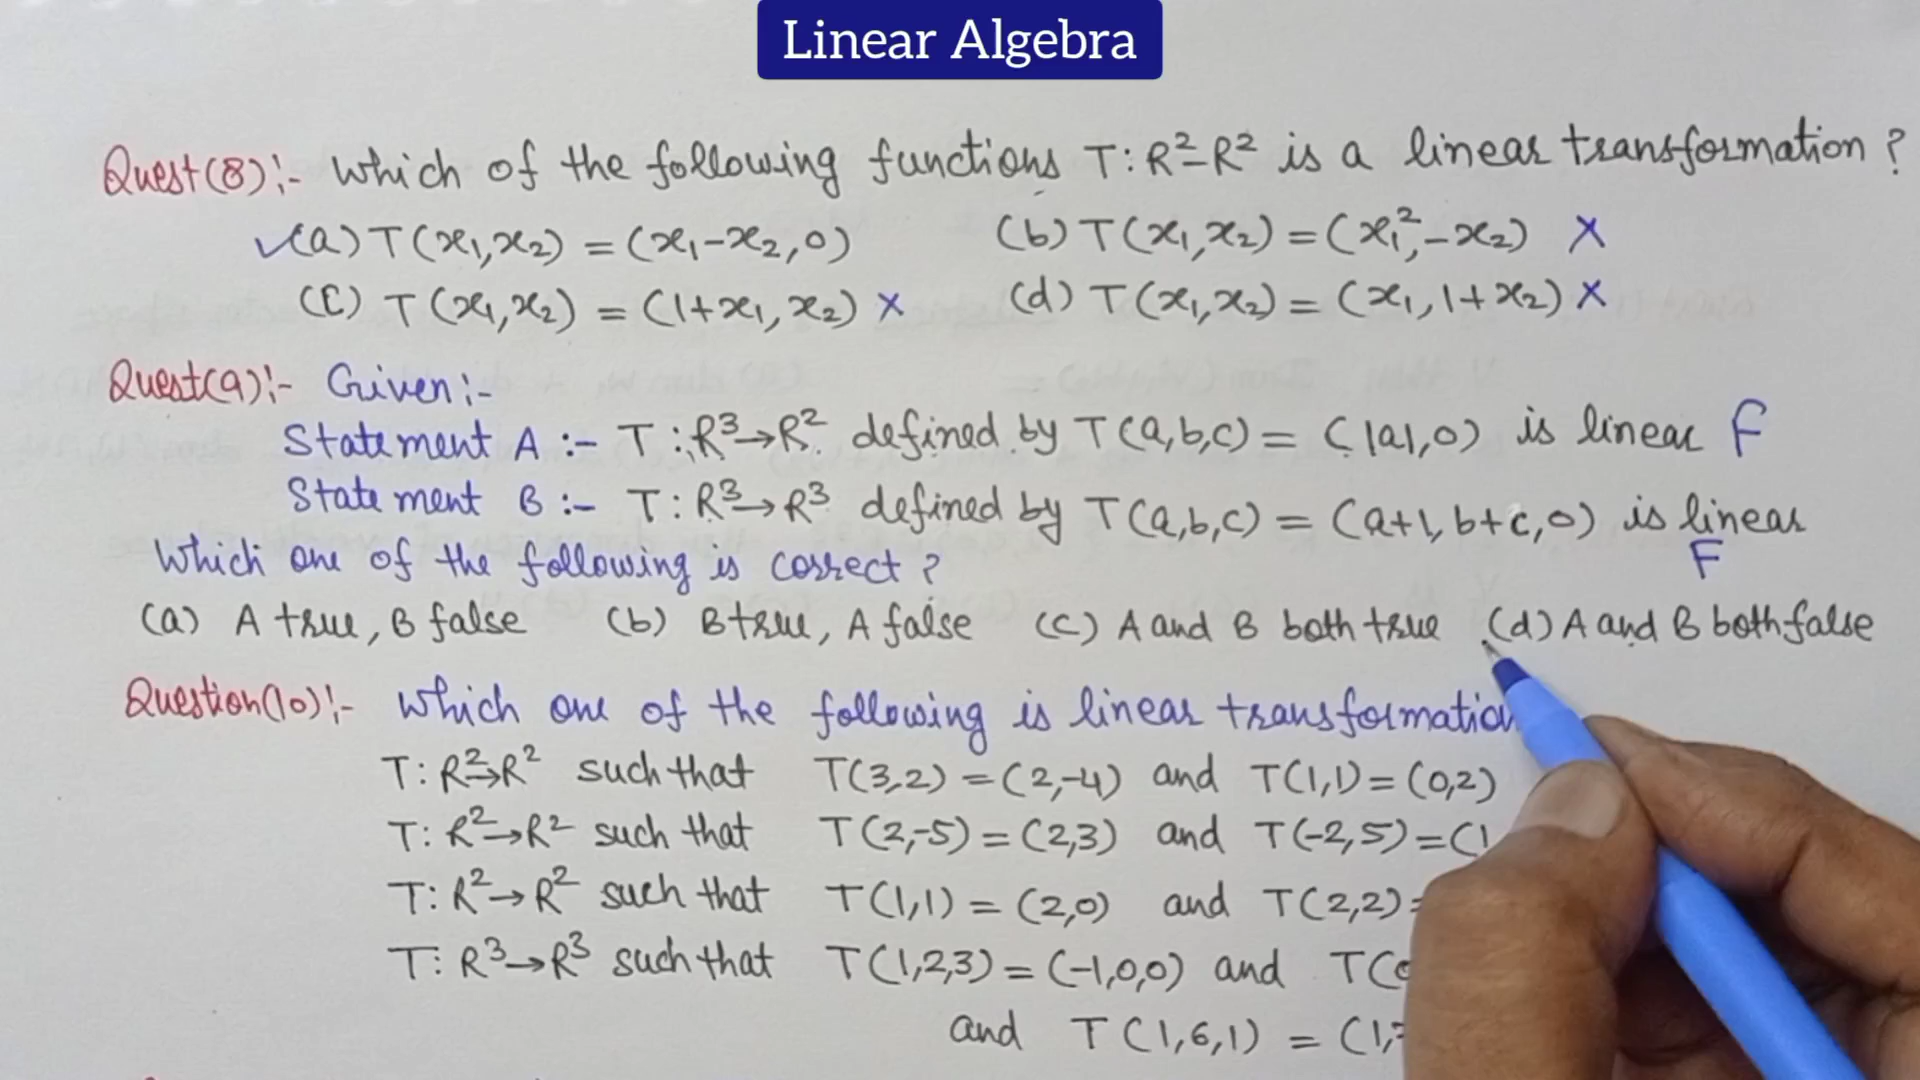 Linear Algebra
Quest(8):- Which of the following functions T: R²-R² is a linear transformation?
✓(a) T(x₁,x₂) = (x₁-x₂,0) (b) T(x₁,x₂) = (x₁²,-x₂) X
(C) T(x₁,x₂) = (1+x₁,x₂) X (d) T(x₁,x₂) = (x₁,1+x₂) X
Quest(9):- Given:-
Statement A :- T: R³→R² defined by T(a,b,c) = (|a|,0) is linear F
Statement B :- T: R³→R³ defined by T(a,b,c) = (a+1,b+c,0) is linear
F
Which one of the following is correct?
(a) A true, B false (b) B true, A false (c) A and B both true (d) A and B both false
Question(10):- Which one of the following is linear transformation
T: R²→R² such that T(3,2) = (2,-4) and T(1,1) = (0,2)
T: R²→R² such that T(2,-5) = (2,3) and T(-2,5) = (1
T: R²→R² such that T(1,1) = (2,0) and T(2,2) =
T: R³→R³ such that T(1,2,3) = (-1,0,0) and T(
and T(1,6,1) = (1,